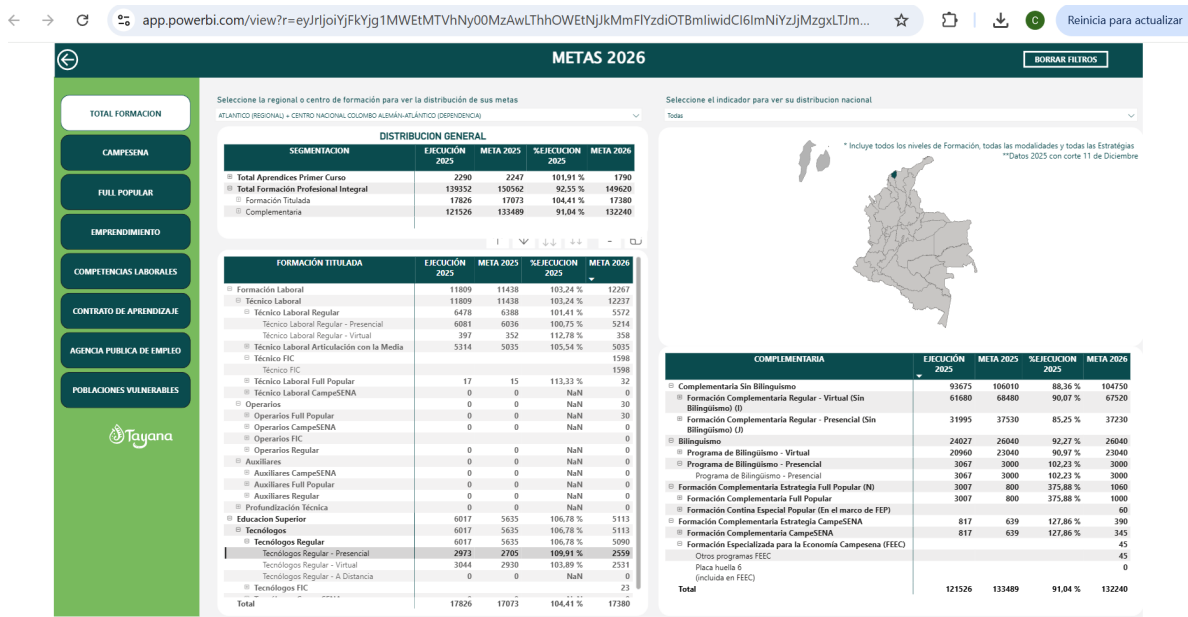 app.powerbi.com/view?r=eyJrIjoiYjFkYjg1MWEtMTVhNy00MzAwLThhOWEtNjJkMmFlYzdiOTBmIiwidCI6ImNiYzJjMzgxLTJm...
C
Reinicia para actualizar
METAS 2026
BORRAR FILTROS
TOTAL FORMACION
CAMPESENA
FULL POPULAR
EMPRENDIMIENTO
COMPETENCIAS LABORALES
CONTRATO DE APRENDIZAJE
AGENCIA PUBLICA DE EMPLEO
POBLACIONES VULNERABLES
Tayana
Seleccione la regional o centro de formación para ver la distribución de sus metas
ATLANTICO (REGIONAL) + CENTRO NACIONAL COLOMBO ALEMÁN-ATLÁNTICO (DEPENDENCIA)
DISTRIBUCION GENERAL
SEGMENTACION EJECUCIÓN 2025 META 2025 %EJECUCION 2025 META 2026
Total Aprendices Primer Curso 2290 2247 101,91 % 1790
Total Formación Profesional Integral 139352 150562 92,55 % 149620
Formación Titulada 17826 17073 104,41 % 17380
Complementaria 121526 133489 91,04 % 132240
FORMACIÓN TITULADA EJECUCIÓN 2025 META 2025 %EJECUCION 2025 META 2026
Formación Laboral 11809 11438 103,24 % 12267
Técnico Laboral 11809 11438 103,24 % 12237
Técnico Laboral Regular 6478 6388 101,41 % 5572
Técnico Laboral Regular - Presencial 6081 6036 100,75 % 5214
Técnico Laboral Regular - Virtual 397 352 112,78 % 358
Técnico Laboral Articulación con la Media 5314 5035 105,54 % 5035
Técnico FIC 1598
Técnico FIC 1598
Técnico Laboral Full Popular 17 15 113,33 % 32
Técnico Laboral CampeSENA 0 0 NaN 0
Operarios 0 0 NaN 30
Operarios Full Popular 0 0 NaN 30
Operarios CampeSENA 0 0 NaN 0
Operarios FIC 0
Operarios Regular 0 0 NaN 0
Auxiliares 0 0 NaN 0
Auxiliares CampeSENA 0 0 NaN 0
Auxiliares Full Popular 0 0 NaN 0
Auxiliares Regular 0 0 NaN 0
Profundización Técnica 0 0 NaN 0
Educacion Superior 6017 5635 106,78 % 5113
Tecnólogos 6017 5635 106,78 % 5113
Tecnólogos Regular 6017 5635 106,78 % 5090
Tecnólogos Regular - Presencial 2973 2705 109,91 % 2559
Tecnólogos Regular - Virtual 3044 2930 103,89 % 2531
Tecnólogos Regular - A Distancia 0 0 NaN 0
Tecnólogos FIC 23
Total 17826 17073 104,41 % 17380
Seleccione el indicador para ver su distribucion nacional
Todas
* Incluye todos los niveles de Formación, todas las modalidades y todas las Estratégias
**Datos 2025 con corte 11 de Diciembre
COMPLEMENTARIA EJECUCIÓN 2025 META 2025 %EJECUCION 2025 META 2026
Complementaria Sin Bilinguismo 93675 106010 88,36 % 104750
Formación Complementaria Regular - Virtual (Sin 61680 68480 90,07 % 67520
Bilingüismo) (I)
Formación Complementaria Regular - Presencial (Sin 31995 37530 85,25 % 37230
Bilingüismo) (J)
Bilinguismo 24027 26040 92,27 % 26040
Programa de Bilingüismo - Virtual 20960 23040 90,97 % 23040
Programa de Bilingüismo - Presencial 3067 3000 102,23 % 3000
Programa de Bilingüismo - Presencial 3067 3000 102,23 % 3000
Formación Complementaria Estrategia Full Popular (N) 3007 800 375,88 % 1060
Formación Complementaria Full Popular 3007 800 375,88 % 1000
Formación Contina Especial Popular (En el marco de FEP) 60
Formación Complementaria Estrategia CampeSENA 817 639 127,86 % 390
Formación Complementaria CampeSENA 817 639 127,86 % 345
Formación Especializada para la Economía Campesena (FEEC) 45
Otros programas FEEC 45
Placa huella 6 0
(incluida en FEEC)
Total 121526 133489 91,04 % 132240